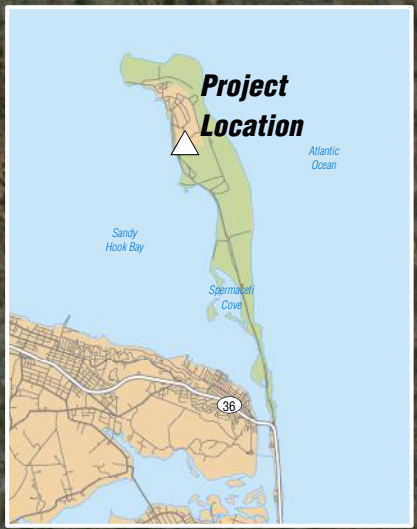 Project
Location
Atlantic
Ocean
Sandy
Hook Bay
Spermaceti
Cove
36